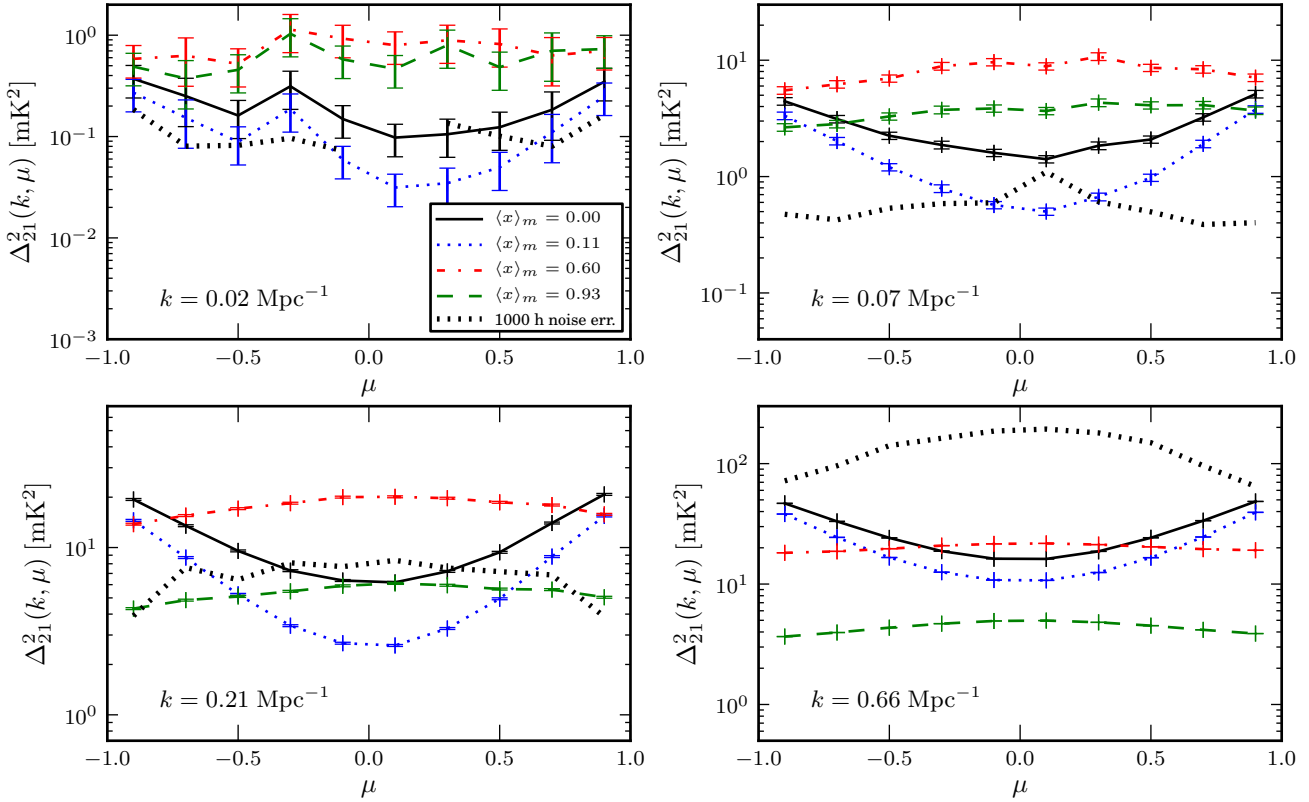 10⁰
10⁻¹
10⁻²
10⁻³
Δ²₂₁(k, μ) [mK²]
⟨x⟩ₘ = 0.00
⟨x⟩ₘ = 0.11
⟨x⟩ₘ = 0.60
⟨x⟩ₘ = 0.93
1000 h noise err.
k = 0.02 Mpc⁻¹
−1.0 −0.5 0.0 0.5 1.0
μ
10¹
10⁰
10⁻¹
Δ²₂₁(k, μ) [mK²]
k = 0.07 Mpc⁻¹
−1.0 −0.5 0.0 0.5 1.0
μ
10¹
10⁰
Δ²₂₁(k, μ) [mK²]
k = 0.21 Mpc⁻¹
−1.0 −0.5 0.0 0.5 1.0
μ
10²
10¹
10⁰
Δ²₂₁(k, μ) [mK²]
k = 0.66 Mpc⁻¹
−1.0 −0.5 0.0 0.5 1.0
μ